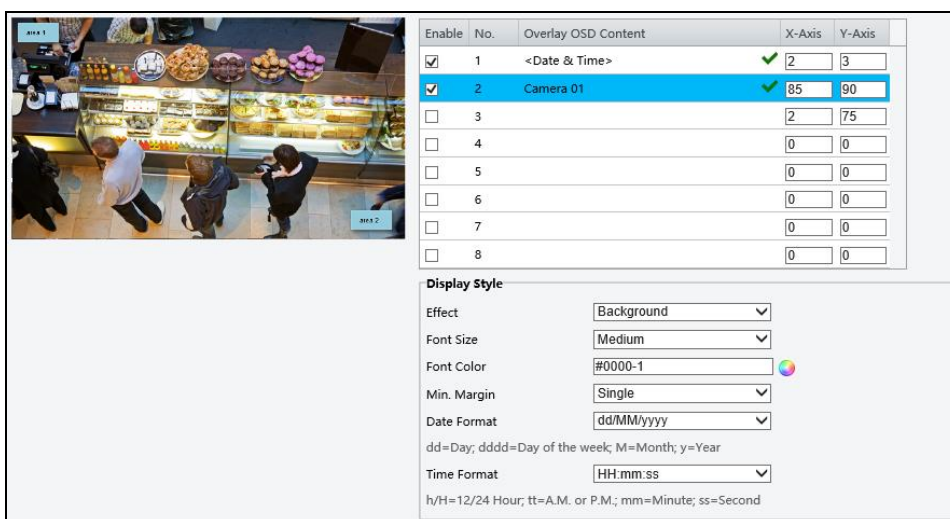 area 1
area 2
Enable No. Overlay OSD Content X-Axis Y-Axis
1 <Date & Time> 2 3
2 Camera 01 85 90
3 2 75
4 0 0
5 0 0
6 0 0
7 0 0
8 0 0
Display Style
Effect Background
Font Size Medium
Font Color #0000-1
Min. Margin Single
Date Format dd/MM/yyyy
dd=Day; dddd=Day of the week; M=Month; y=Year
Time Format HH:mm:ss
h/H=12/24 Hour; tt=A.M. or P.M.; mm=Minute; ss=Second